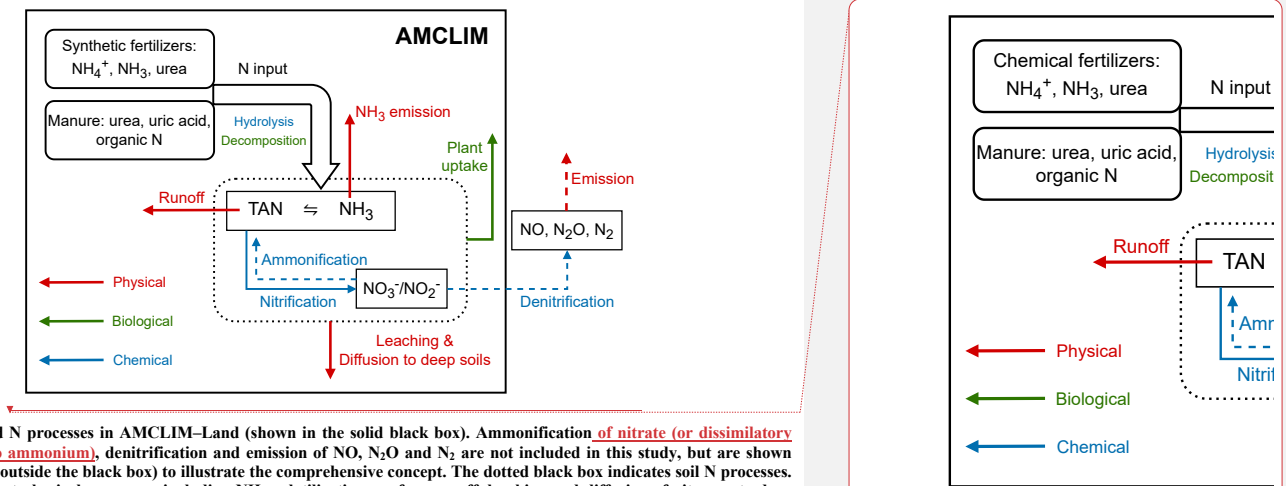 AMCLIM
Synthetic fertilizers:
NH₄⁺, NH₃, urea
N input
Manure: urea, uric acid,
organic N
Hydrolysis
Decomposition
NH₃ emission
Plant
uptake
Emission
Runoff
TAN ⇋ NH₃
NO, N₂O, N₂
Ammonification
NO₃⁻/NO₂⁻
Nitrification
Denitrification
Physical
Biological
Chemical
Leaching &
Diffusion to deep soils
l N processes in AMCLIM–Land (shown in the solid black box). Ammonification of nitrate (or dissimilatory
o ammonium), denitrification and emission of NO, N₂O and N₂ are not included in this study, but are shown
outside the black box) to illustrate the comprehensive concept. The dotted black box indicates soil N processes.
Chemical fertilizers:
NH₄⁺, NH₃, urea
N input
Manure: urea, uric acid,
organic N
Hydrolysis
Decomposit
Runoff
TAN
Amr
Nitrif
Physical
Biological
Chemical